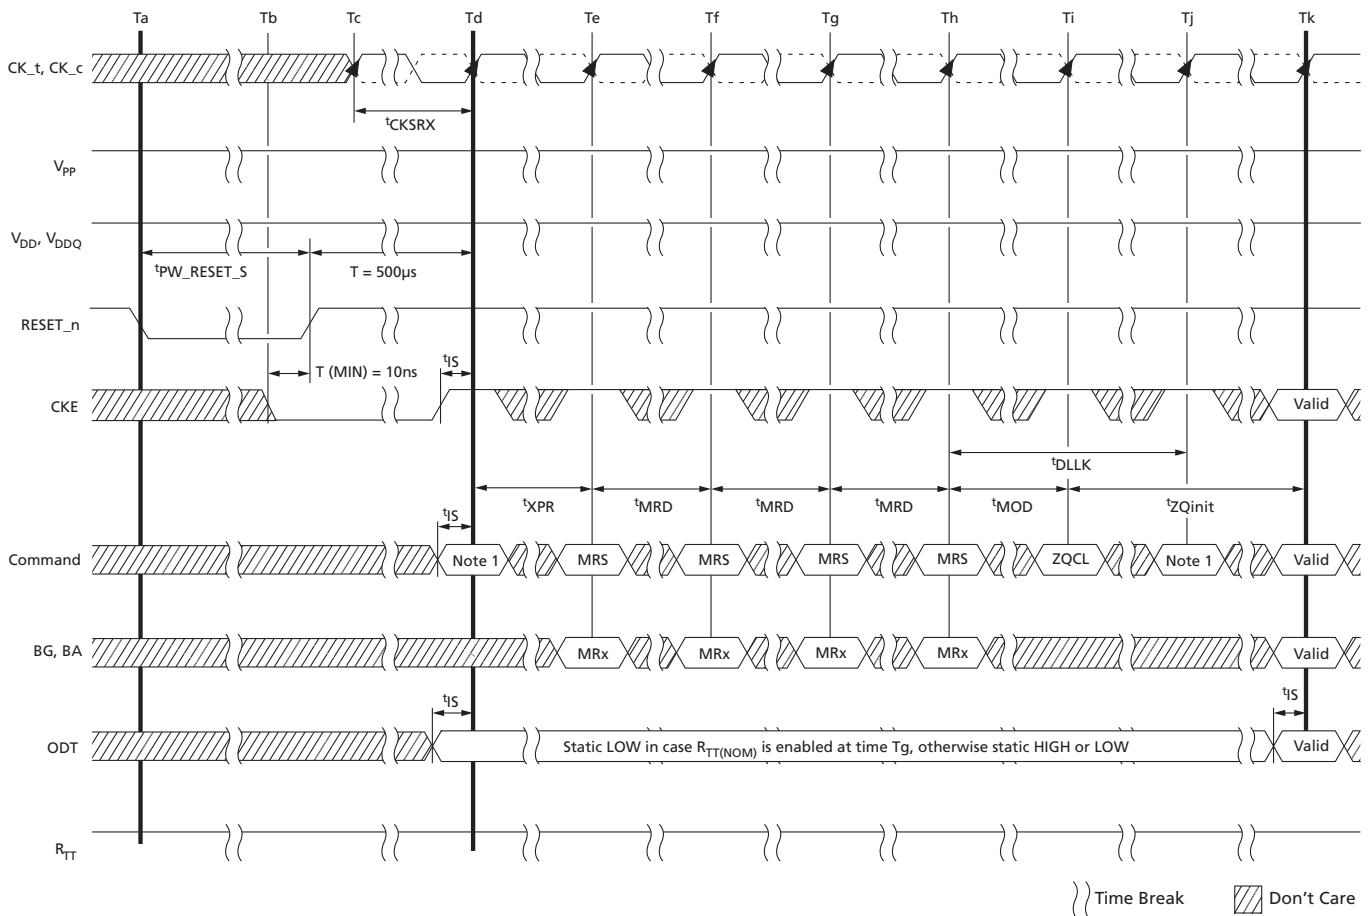 Ta Tb Tc Td Te Tf Tg Th Ti Tj Tk
CK_t, CK_c
tCKSRX
VPP
VDD, VDDQ
tPW_RESET_S T = 500µs
RESET_n
T (MIN) = 10ns tIS
CKE Valid
tDLLK
tXPR tMRD tMRD tMRD tMOD tZQinit
tIS
Command Note 1 MRS MRS MRS MRS ZQCL Note 1 Valid
BG, BA MRx MRx MRx MRx Valid
tIS tIS
ODT Static LOW in case RTT(NOM) is enabled at time Tg, otherwise static HIGH or LOW Valid
RTT
Time Break Don't Care